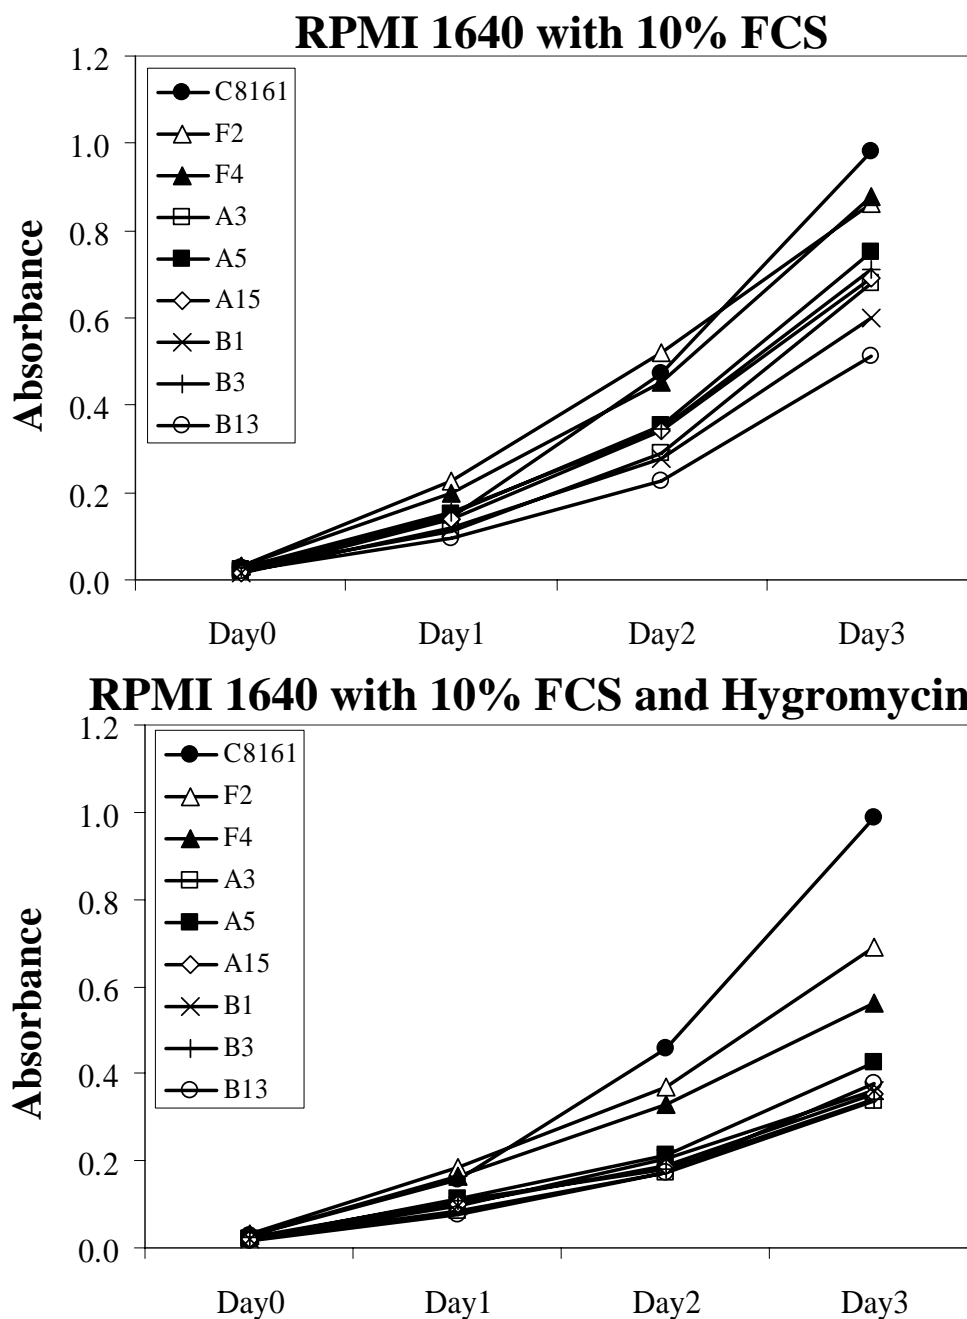 RPMI 1640 with 10% FCS
1.2
1.0
0.8
0.6
0.4
0.2
0.0
Absorbance
C8161
F2
F4
A3
A5
A15
B1
B3
B13
Day0 Day1 Day2 Day3
RPMI 1640 with 10% FCS and Hygromycin
1.2
1.0
0.8
0.6
0.4
0.2
0.0
Absorbance
C8161
F2
F4
A3
A5
A15
B1
B3
B13
Day0 Day1 Day2 Day3